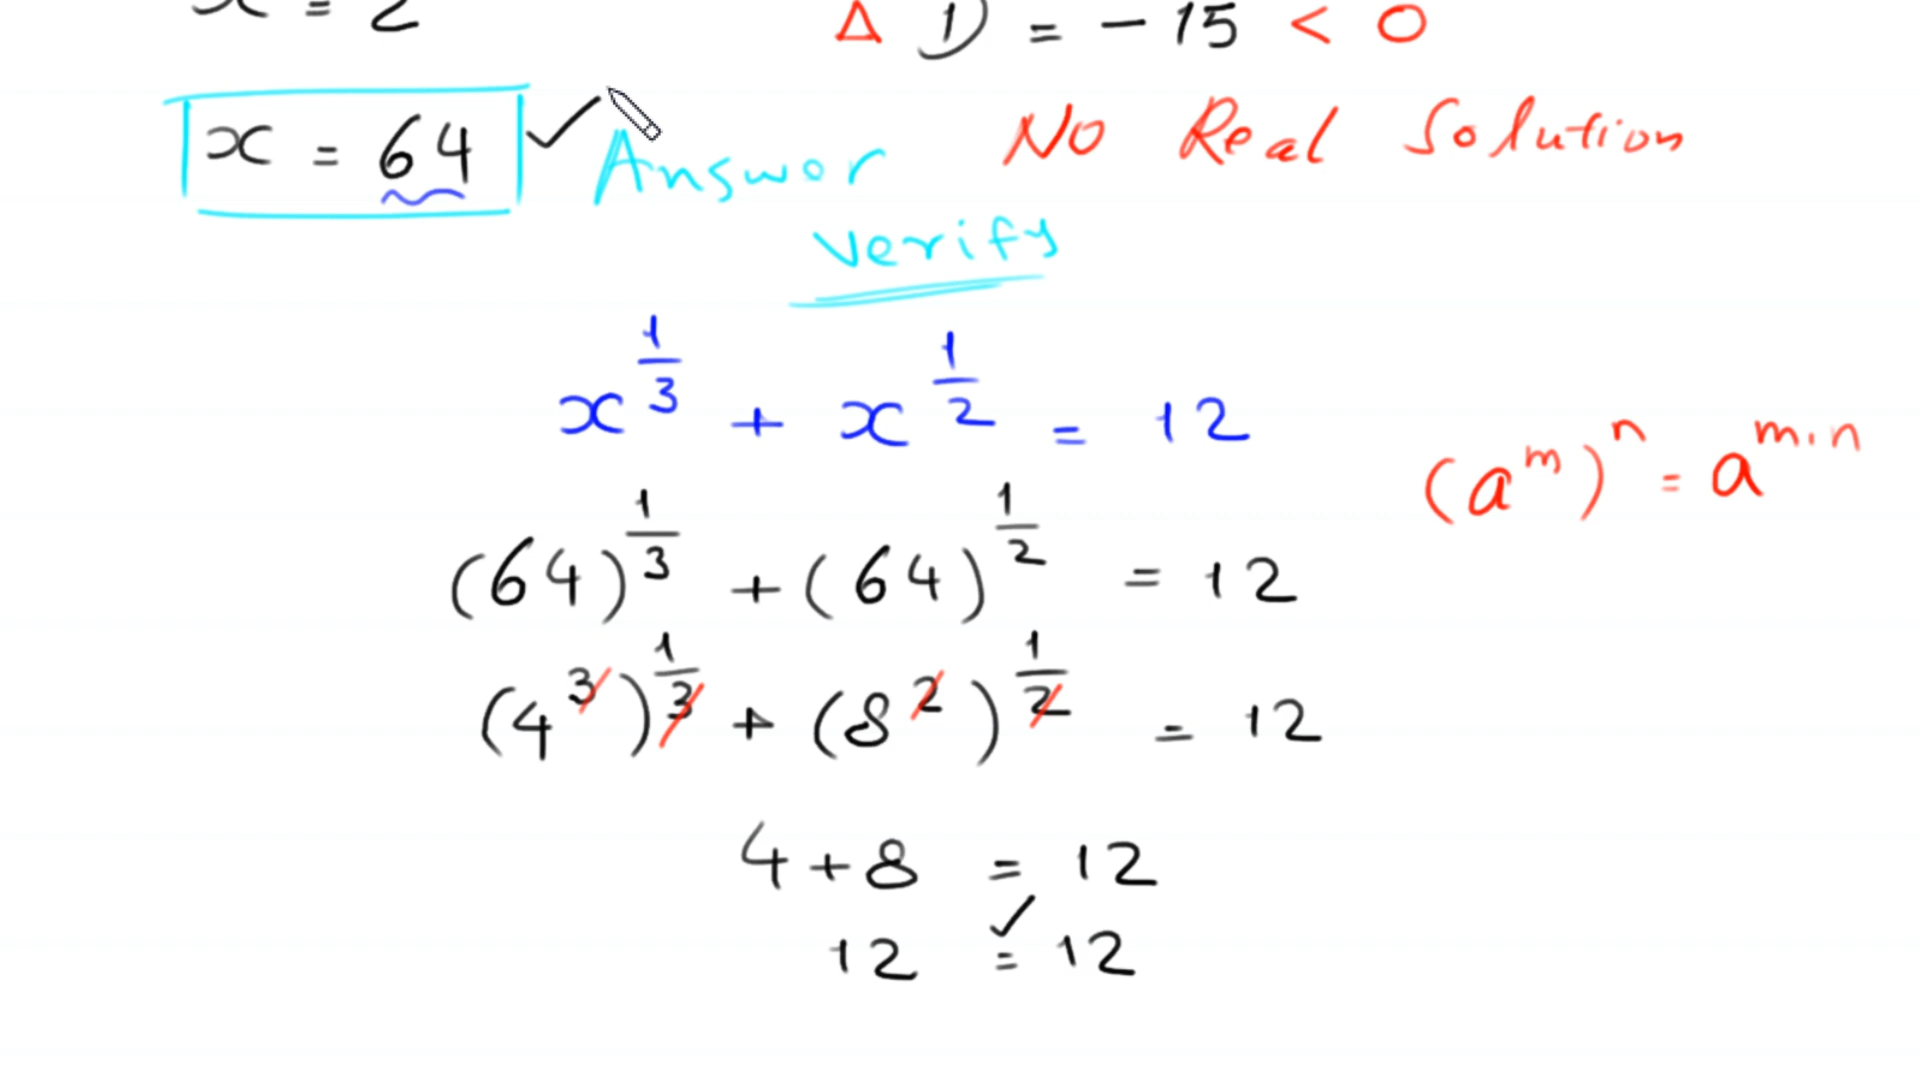 x = 2
Δ D = -15 < 0
x = 64 ✓ Answer
No Real Solution
Verify
x^(1/3) + x^(1/2) = 12
(a^m)^n = a^(m·n)
(64)^(1/3) + (64)^(1/2) = 12
(4^3)^(1/3) + (8^2)^(1/2) = 12
4 + 8 = 12
12 = 12 ✓